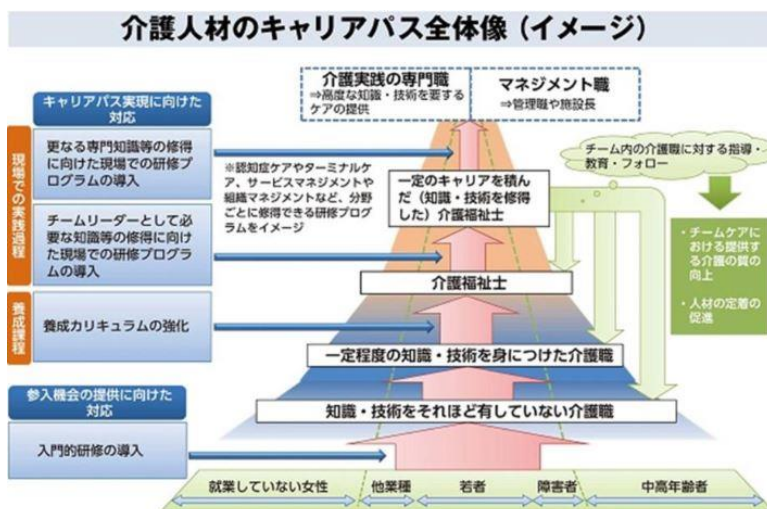 介護人材のキャリアパス全体像（イメージ）
キャリアパス実現に向けた
対応
現場での実践過程
更なる専門知識等の修得
に向けた現場での研修プ
ログラムの導入
チームリーダーとして必
要な知識等の修得に向け
た現場での研修プログラ
ムの導入
養成課程
養成カリキュラムの強化
参入機会の提供に向けた
対応
入門的研修の導入
※認知症ケアやターミナルケ
ア、サービスマネジメントや
組織マネジメントなど、分野
ごとに修得できる研修プログ
ラムをイメージ
介護実践の専門職
⇒高度な知識・技術を要する
ケアの提供
マネジメント職
⇒管理職や施設長
一定のキャリアを積ん
だ（知識・技術を修得
した）介護福祉士
介護福祉士
一定程度の知識・技術を身につけた介護職
知識・技術をそれほど有していない介護職
チーム内の介護職に対する指導・
教育・フォロー
・チームケアに
おける提供す
る介護の質の
向上
・人材の定着の
促進
就業していない女性
他業種
若者
障害者
中高年齢者